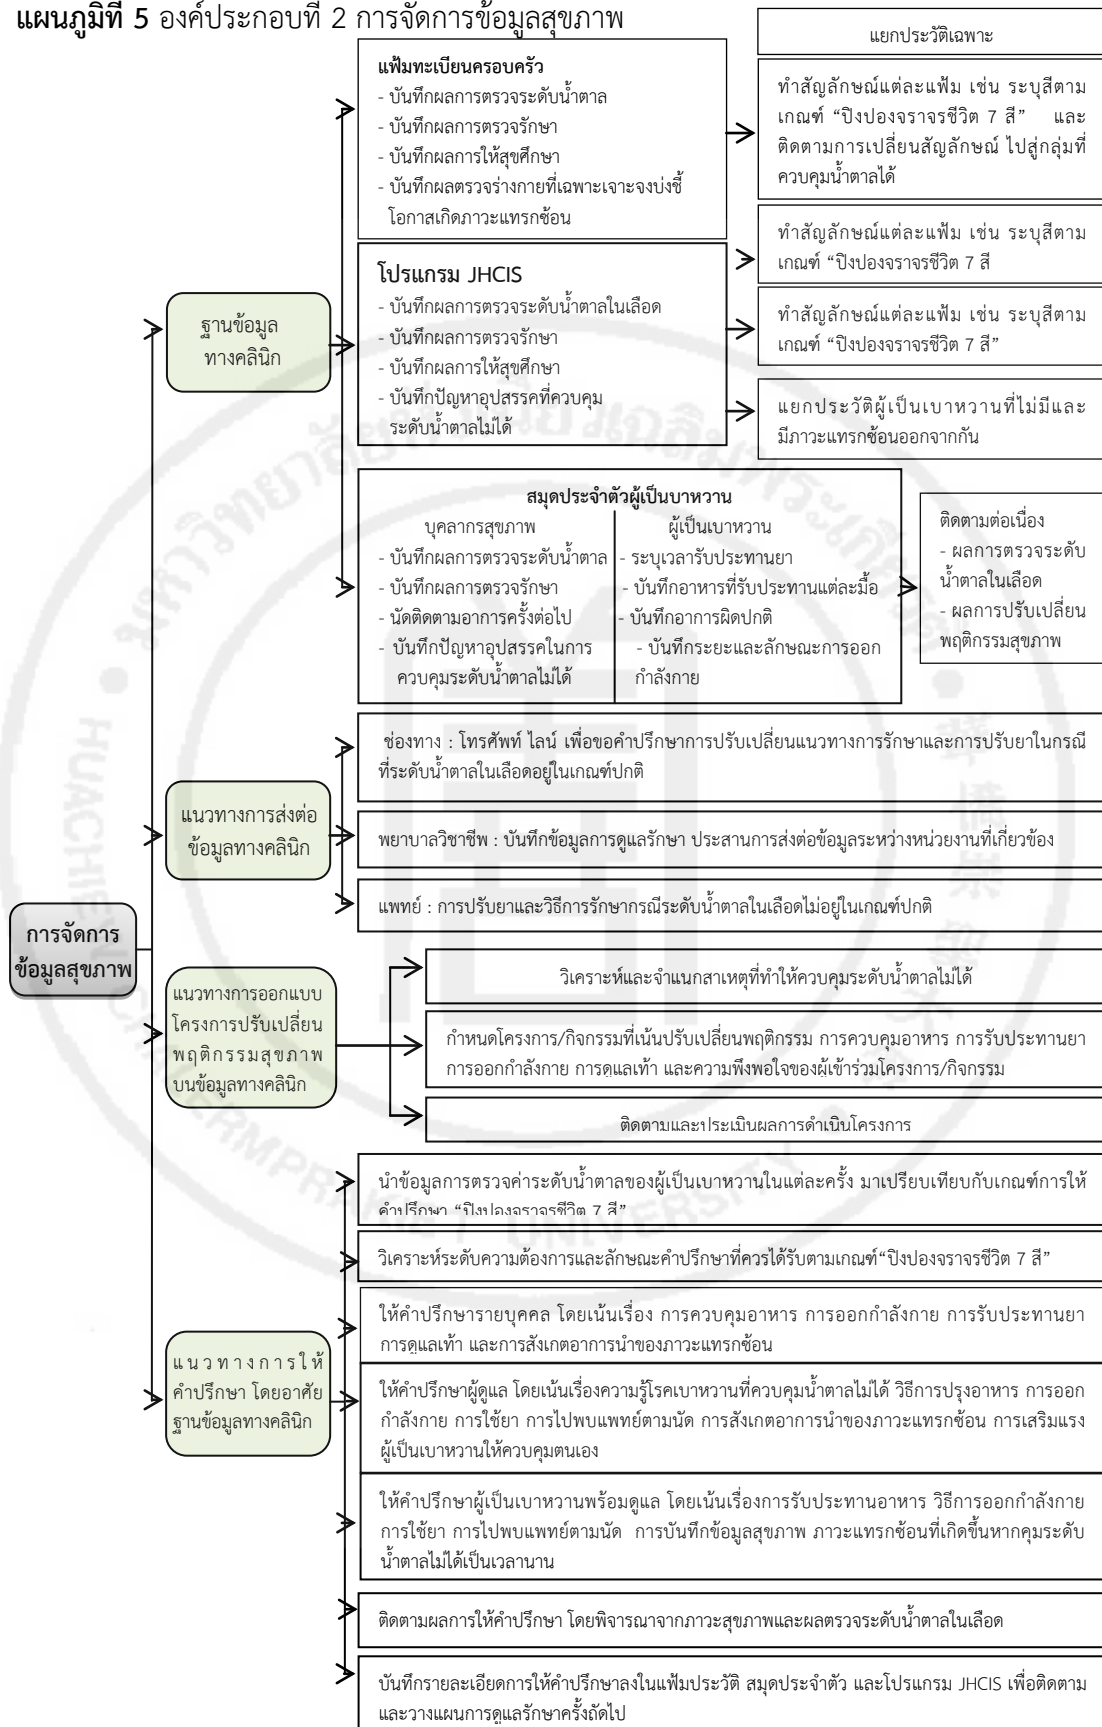 แผนภูมิที่ 5 องค์ประกอบที่ 2 การจัดการข้อมูลสุขภาพ
แยกประวัติเฉพาะ
แฟ้มทะเบียนครอบครัว
- บันทึกผลการตรวจระดับน้ำตาล
- บันทึกผลการตรวจรักษา
- บันทึกผลการให้สุขศึกษา
- บันทึกผลตรวจร่างกายที่เฉพาะเจาะจงบ่งชี้
โอกาสเกิดภาวะแทรกซ้อน
ทำสัญลักษณ์แต่ละแฟ้ม เช่น ระบุสีตาม
เกณฑ์ “ปิงปองจราจรชีวิต 7 สี” และ
ติดตามการเปลี่ยนสัญลักษณ์ ไปสู่กลุ่มที่
ควบคุมน้ำตาลได้
ทำสัญลักษณ์แต่ละแฟ้ม เช่น ระบุสีตาม
เกณฑ์ “ปิงปองจราจรชีวิต 7 สี
โปรแกรม JHCIS
- บันทึกผลการตรวจระดับน้ำตาลในเลือด
- บันทึกผลการตรวจรักษา
- บันทึกผลการให้สุขศึกษา
- บันทึกปัญหาอุปสรรคที่ควบคุม
ระดับน้ำตาลไม่ได้
ทำสัญลักษณ์แต่ละแฟ้ม เช่น ระบุสีตาม
เกณฑ์ “ปิงปองจราจรชีวิต 7 สี”
แยกประวัติผู้เป็นเบาหวานที่ไม่มีและ
มีภาวะแทรกซ้อนออกจากกัน
ฐานข้อมูล
ทางคลินิก
สมุดประจำตัวผู้เป็นบาหวาน
บุคลากรสุขภาพ
- บันทึกผลการตรวจระดับน้ำตาล
- บันทึกผลการตรวจรักษา
- นัดติดตามอาการครั้งต่อไป
- บันทึกปัญหาอุปสรรคในการ
ควบคุมระดับน้ำตาลไม่ได้
ผู้เป็นเบาหวาน
- ระบุเวลารับประทานยา
- บันทึกอาหารที่รับประทานแต่ละมื้อ
- บันทึกอาการผิดปกติ
- บันทึกระยะและลักษณะการออก
กำลังกาย
ติดตามต่อเนื่อง
- ผลการตรวจระดับ
น้ำตาลในเลือด
- ผลการปรับเปลี่ยน
พฤติกรรมสุขภาพ
ช่องทาง : โทรศัพท์ ไลน์ เพื่อขอคำปรึกษาการปรับเปลี่ยนแนวทางการรักษาและการปรับยาในกรณี
ที่ระดับน้ำตาลในเลือดอยู่ในเกณฑ์ปกติ
แนวทางการส่งต่อ
ข้อมูลทางคลินิก
พยาบาลวิชาชีพ : บันทึกข้อมูลการดูแลรักษา ประสานการส่งต่อข้อมูลระหว่างหน่วยงานที่เกี่ยวข้อง
แพทย์ : การปรับยาและวิธีการรักษากรณีระดับน้ำตาลในเลือดไม่อยู่ในเกณฑ์ปกติ
การจัดการ
ข้อมูลสุขภาพ
วิเคราะห์และจำแนกสาเหตุที่ทำให้ควบคุมระดับน้ำตาลไม่ได้
แนวทางการออกแบบ
โครงการปรับเปลี่ยน
พฤติกรรมสุขภาพ
บนข้อมูลทางคลินิก
กำหนดโครงการ/กิจกรรมที่เน้นปรับเปลี่ยนพฤติกรรม การควบคุมอาหาร การรับประทานยา
การออกกำลังกาย การดูแลเท้า และความพึงพอใจของผู้เข้าร่วมโครงการ/กิจกรรม
ติดตามและประเมินผลการดำเนินโครงการ
นำข้อมูลการตรวจค่าระดับน้ำตาลของผู้เป็นเบาหวานในแต่ละครั้ง มาเปรียบเทียบกับเกณฑ์การให้
คำปรึกษา “ปิงปองจราจรชีวิต 7 สี”
วิเคราะห์ระดับความต้องการและลักษณะคำปรึกษาที่ควรได้รับตามเกณฑ์“ปิงปองจราจรชีวิต 7 สี”
ให้คำปรึกษารายบุคคล โดยเน้นเรื่อง การควบคุมอาหาร การออกกำลังกาย การรับประทานยา
การดูแลเท้า และการสังเกตอาการนำของภาวะแทรกซ้อน
แนวทางการให้
คำปรึกษา โดยอาศัย
ฐานข้อมูลทางคลินิก
ให้คำปรึกษาผู้ดูแล โดยเน้นเรื่องความรู้โรคเบาหวานที่ควบคุมน้ำตาลไม่ได้ วิธีการปรุงอาหาร การออก
กำลังกาย การใช้ยา การไปพบแพทย์ตามนัด การสังเกตอาการนำของภาวะแทรกซ้อน การเสริมแรง
ผู้เป็นเบาหวานให้ควบคุมตนเอง
ให้คำปรึกษาผู้เป็นเบาหวานพร้อมดูแล โดยเน้นเรื่องการรับประทานอาหาร วิธีการออกกำลังกาย
การใช้ยา การไปพบแพทย์ตามนัด การบันทึกข้อมูลสุขภาพ ภาวะแทรกซ้อนที่เกิดขึ้นหากคุมระดับ
น้ำตาลไม่ได้เป็นเวลานาน
ติดตามผลการให้คำปรึกษา โดยพิจารณาจากภาวะสุขภาพและผลตรวจระดับน้ำตาลในเลือด
บันทึกรายละเอียดการให้คำปรึกษาลงในแฟ้มประวัติ สมุดประจำตัว และโปรแกรม JHCIS เพื่อติดตาม
และวางแผนการดูแลรักษาครั้งถัดไป